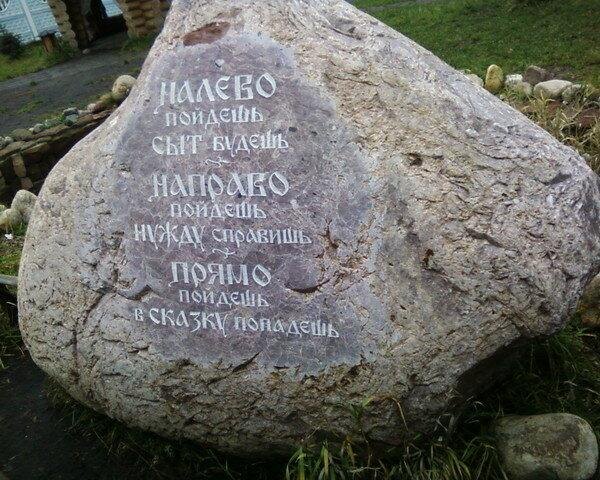 НАЛЕВО
ПОЙДЕШЬ
СЫТ БУДЕШЬ
НАПРАВО
ПОЙДЕШЬ
НУЖДУ СПРАВИШЬ
ПРЯМО
ПОЙДЕШЬ
В СКАЗКУ ПОПАДЕШЬ